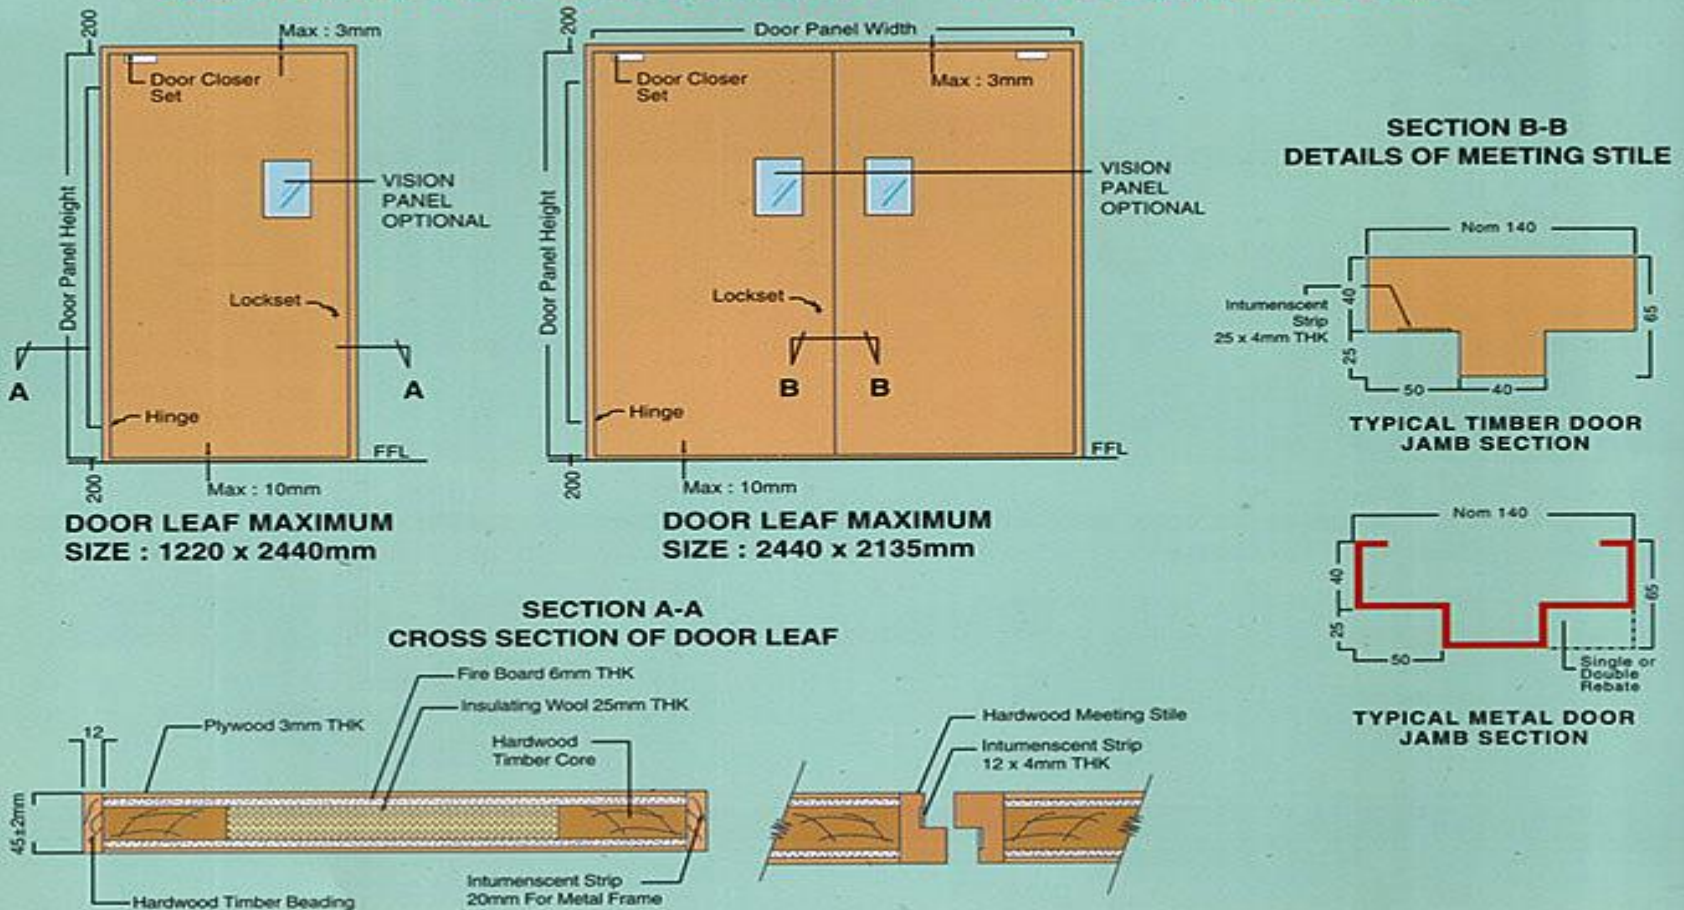 200
Max : 3mm
Door Closer
Set
Door Panel Height
VISION
PANEL
OPTIONAL
Lockset
A
A
Hinge
FFL
200
Max : 10mm
DOOR LEAF MAXIMUM
SIZE : 1220 x 2440mm
200
Door Panel Width
Door Closer
Set
Max : 3mm
Door Panel Height
VISION
PANEL
OPTIONAL
Lockset
B
B
Hinge
FFL
200
Max : 10mm
DOOR LEAF MAXIMUM
SIZE : 2440 x 2135mm
SECTION B-B
DETAILS OF MEETING STILE
Nom 140
Intumenscent
Strip
25 x 4mm THK
40
25
65
50
40
TYPICAL TIMBER DOOR
JAMB SECTION
Nom 140
40
25
65
50
Single or
Double
Rebate
TYPICAL METAL DOOR
JAMB SECTION
SECTION A-A
CROSS SECTION OF DOOR LEAF
Fire Board 6mm THK
Insulating Wool 25mm THK
Plywood 3mm THK
12
Hardwood
Timber Core
45±2mm
Hardwood Timber Beading
Intumenscent Strip
20mm For Metal Frame
Hardwood Meeting Stile
Intumenscent Strip
12 x 4mm THK